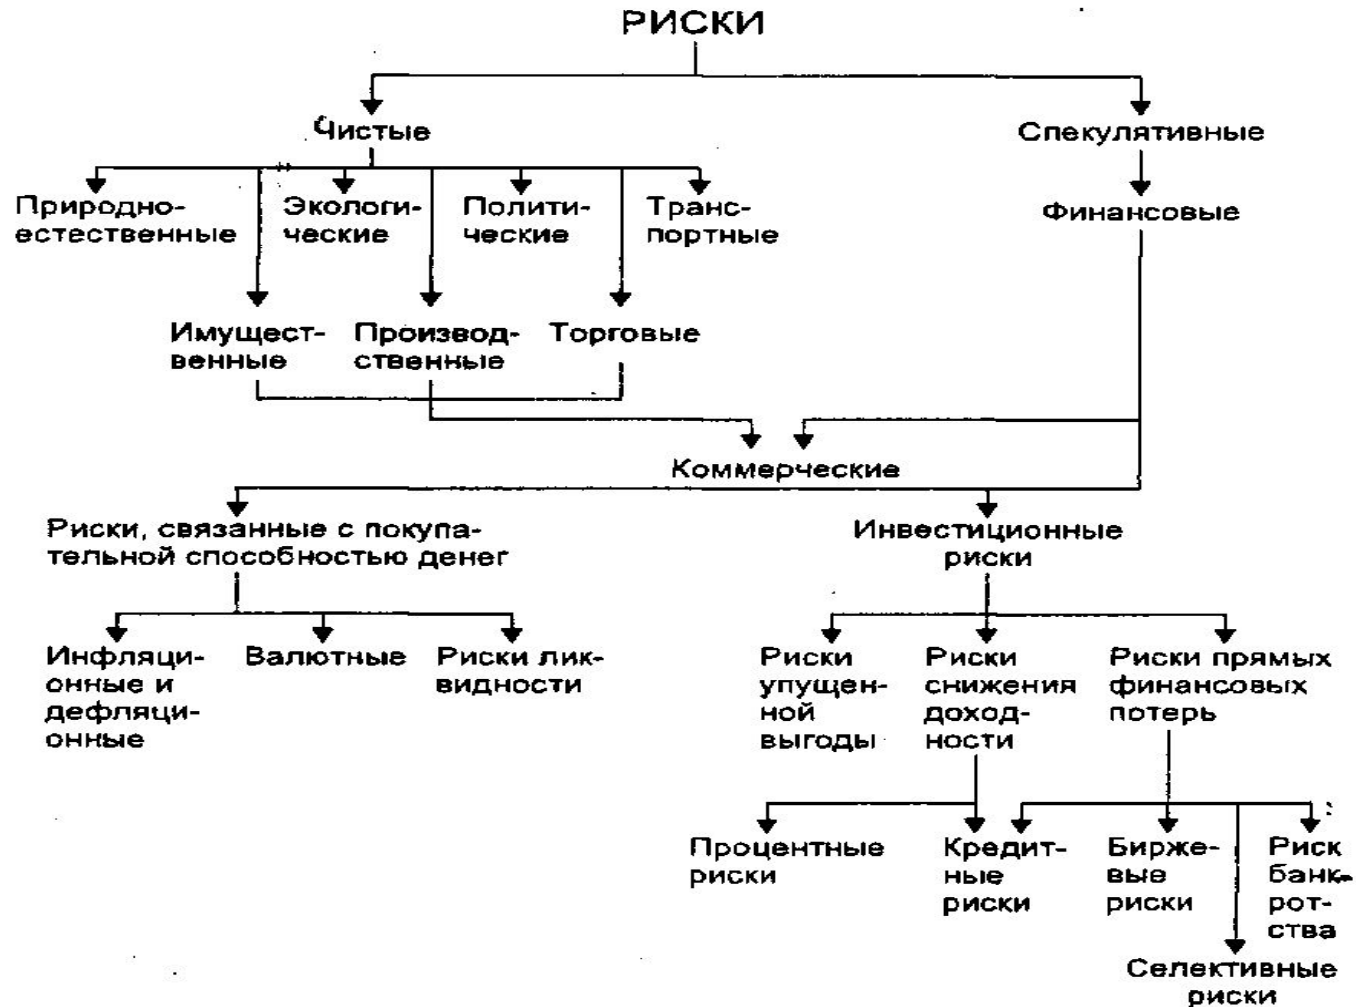 РИСКИ
Чистые
Спекулятивные
Природно-
естественные
Экологи-
ческие
Полити-
ческие
Транс-
портные
Финансовые
Имущест-
венные
Производ-
ственные
Торговые
Коммерческие
Риски, связанные с покупа-
тельной способностью денег
Инвестиционные
риски
Инфляци-
онные и
дефляци-
онные
Валютные
Риски лик-
видности
Риски
упущен-
ной
выгоды
Риски
снижения
доход-
ности
Риски прямых
финансовых
потерь
Процентные
риски
Кредит-
ные
риски
Бирже-
вые
риски
Риск
банк-
рот-
ства
Селективные
риски